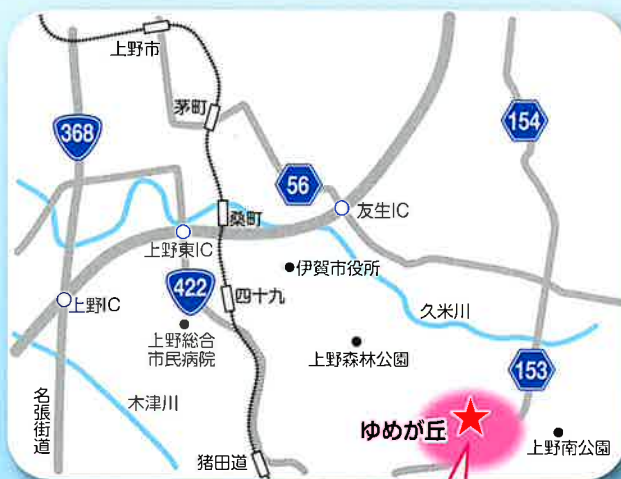 上野市
茅町
368
154
56
桑町
友生IC
上野東IC
伊賀市役所
422
四十九
上野IC
久米川
上野総合
市民病院
上野森林公園
153
名張街道
木津川
ゆめが丘
上野南公園
猪田道